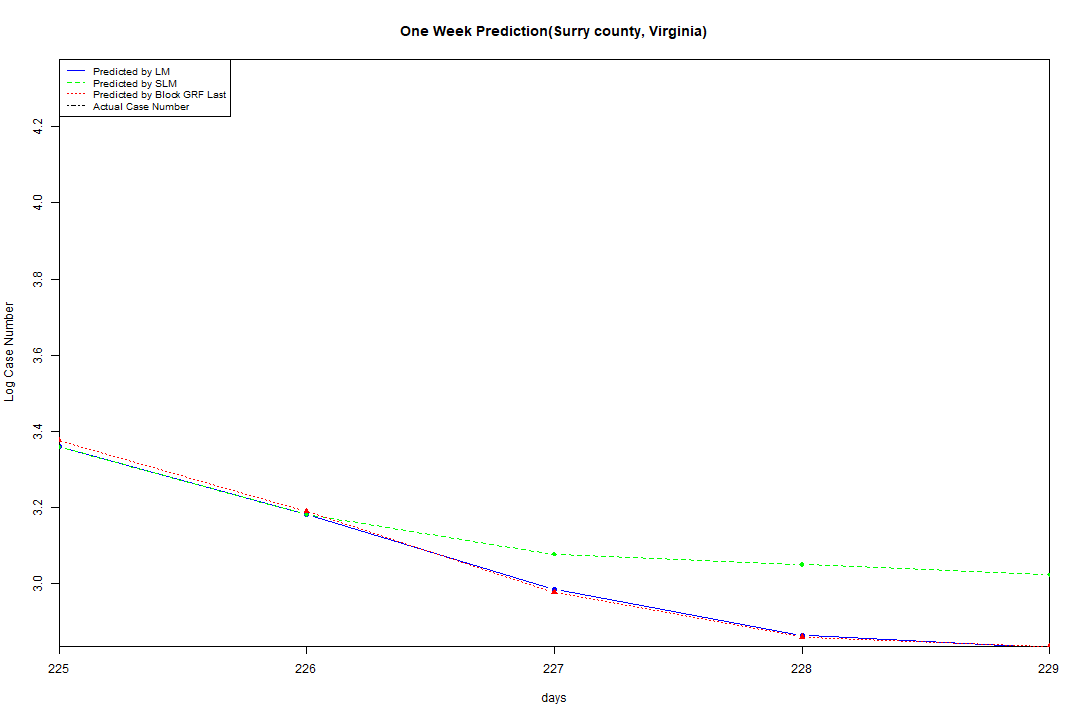 One Week Prediction(Surry county, Virginia)
Predicted by LM
Predicted by SLM
Predicted by Block GRF Last
Actual Case Number
4.2
4.0
3.8
3.6
3.4
3.2
3.0
Log Case Number
225
226
227
228
229
days